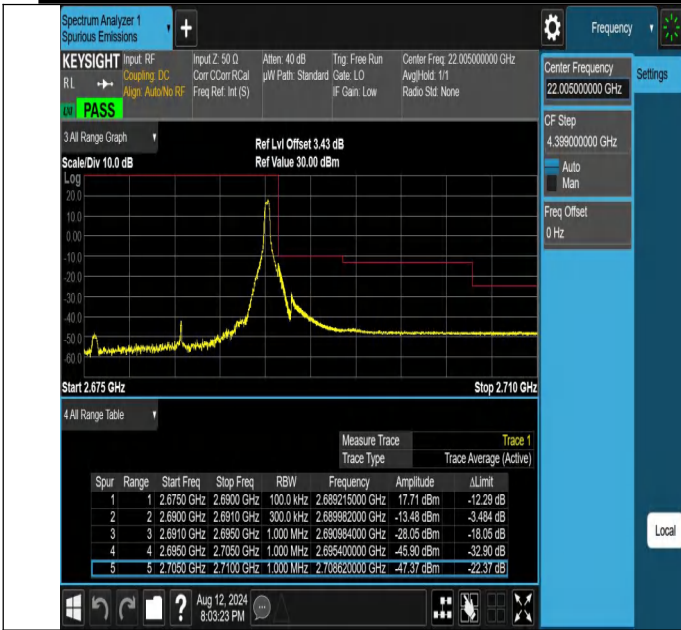 Spectrum Analyzer 1
Spurious Emissions
+
Frequency
KEYSIGHT Input: RF Input Z: 50 Ω Atten: 40 dB Trig: Free Run Center Freq: 22.005000000 GHz
RL Coupling: DC Corr CCorr RCal µW Path: Standard Gate: LO Avg|Hold: 1/1
Align: Auto/No RF Freq Ref: Int (S) IF Gain: Low Radio Std: None
PASS
Center Frequency
22.005000000 GHz
Settings
CF Step
4.399000000 GHz
Auto
Man
Freq Offset
0 Hz
3 All Range Graph
Ref Lvl Offset 3.43 dB
Scale/Div 10.0 dB Ref Value 30.00 dBm
Log
20.0
10.0
0.00
-10.0
-20.0
-30.0
-40.0
-50.0
-60.0
Start 2.675 GHz Stop 2.710 GHz
4 All Range Table
Measure Trace Trace 1
Trace Type Trace Average (Active)
Spur Range Start Freq Stop Freq RBW Frequency Amplitude ΔLimit
1 1 2.6750 GHz 2.6900 GHz 100.0 kHz 2.689215000 GHz 17.71 dBm -12.29 dB
2 2 2.6900 GHz 2.6910 GHz 300.0 kHz 2.689982000 GHz -13.48 dBm -3.484 dB
3 3 2.6910 GHz 2.6950 GHz 1.000 MHz 2.690984000 GHz -28.05 dBm -18.05 dB
4 4 2.6950 GHz 2.7050 GHz 1.000 MHz 2.695400000 GHz -45.90 dBm -32.90 dB
5 5 2.7050 GHz 2.7100 GHz 1.000 MHz 2.708620000 GHz -47.37 dBm -22.37 dB
Local
? Aug 12, 2024
8:03:23 PM